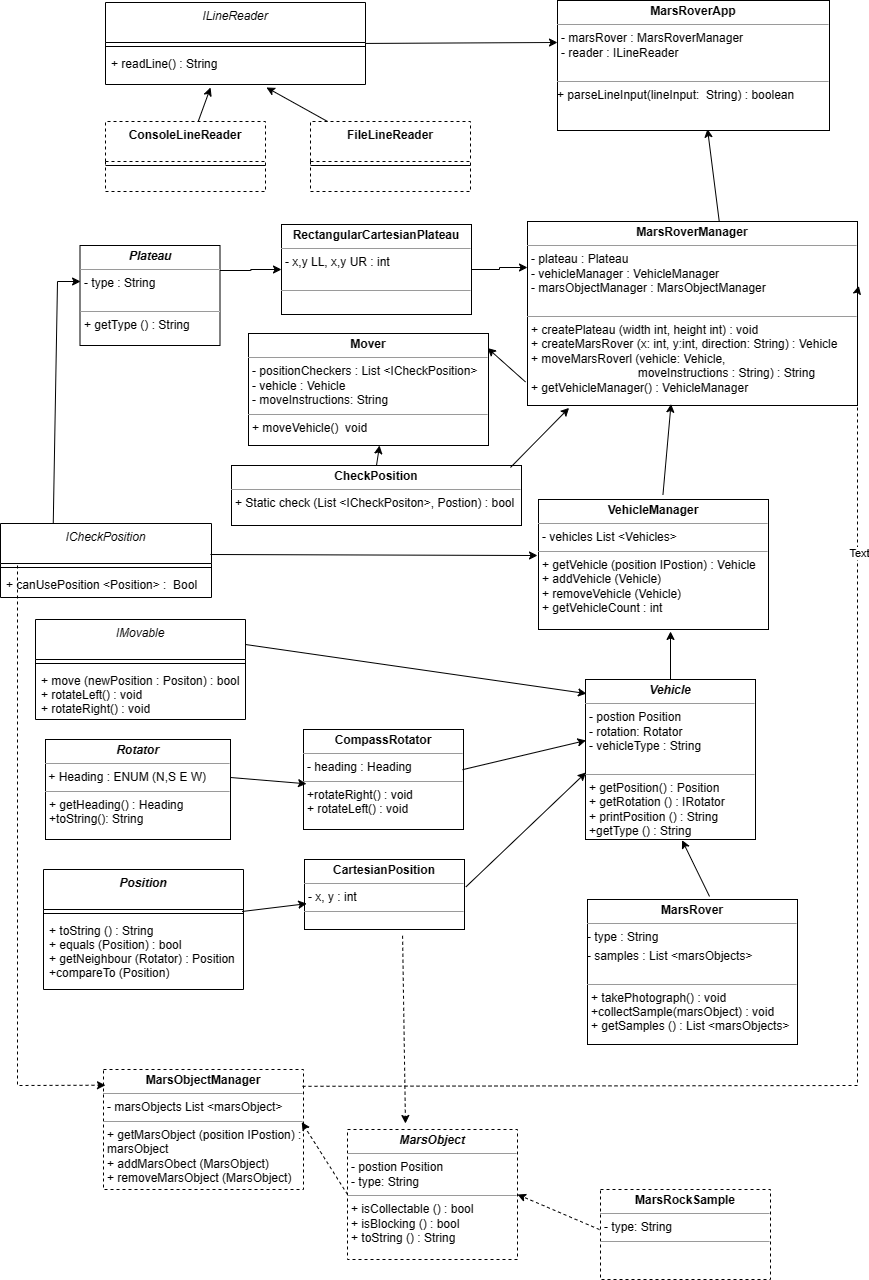 ILineReader
+ readLine() : String
MarsRoverApp
- marsRover : MarsRoverManager
- reader : ILineReader
+ parseLineInput(lineInput:  String) : boolean
ConsoleLineReader
FileLineReader
Plateau
- type : String
+ getType () : String
RectangularCartesianPlateau
- x,y LL, x,y UR : int
MarsRoverManager
- plateau : Plateau
- vehicleManager : VehicleManager
- marsObjectManager : MarsObjectManager
+ createPlateau (width int, height int) : void
+ createMarsRover (x: int, y:int, direction: String) : Vehicle
+ moveMarsRoverI (vehicle: Vehicle,
moveInstructions : String) : String
+ getVehicleManager() : VehicleManager
Mover
- positionCheckers : List <ICheckPosition>
- vehicle : Vehicle
- moveInstructions: String
+ moveVehicle()  void
CheckPosition
+ Static check (List <ICheckPositon>, Postion) : bool
ICheckPosition
+ canUsePosition <Position> :  Bool
VehicleManager
- vehicles List <Vehicles>
+ getVehicle (position IPostion) : Vehicle
+ addVehicle (Vehicle)
+ removeVehicle (Vehicle)
+ getVehicleCount : int
Text
IMovable
+ move (newPosition : Positon) : bool
+ rotateLeft() : void
+ rotateRight() : void
Vehicle
- postion Position
- rotation: Rotator
- vehicleType : String
+ getPosition() : Position
+ getRotation () : IRotator
+ printPosition () : String
+getType () : String
Rotator
+ Heading : ENUM (N,S E W)
+ getHeading() : Heading
+toString(): String
CompassRotator
- heading : Heading
+rotateRight() : void
+ rotateLeft() : void
Position
+ toString () : String
+ equals (Position) : bool
+ getNeighbour (Rotator) : Position
+compareTo (Position)
CartesianPosition
- x, y : int
MarsRover
- type : String
- samples : List <marsObjects>
+ takePhotograph() : void
+collectSample(marsObject) : void
+ getSamples () : List <marsObjects>
MarsObjectManager
- marsObjects List <marsObject>
+ getMarsObject (position IPostion) :
marsObject
+ addMarsObect (MarsObject)
+ removeMarsObject (MarsObject)
MarsObject
- postion Position
- type: String
+ isCollectable () : bool
+ isBlocking () : bool
+ toString () : String
MarsRockSample
- type: String